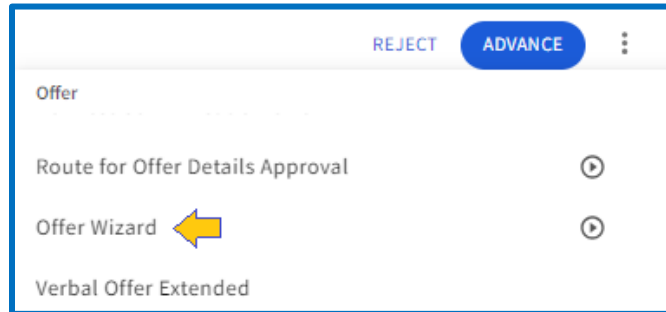 REJECT ADVANCE
Offer
Route for Offer Details Approval
Offer Wizard
Verbal Offer Extended